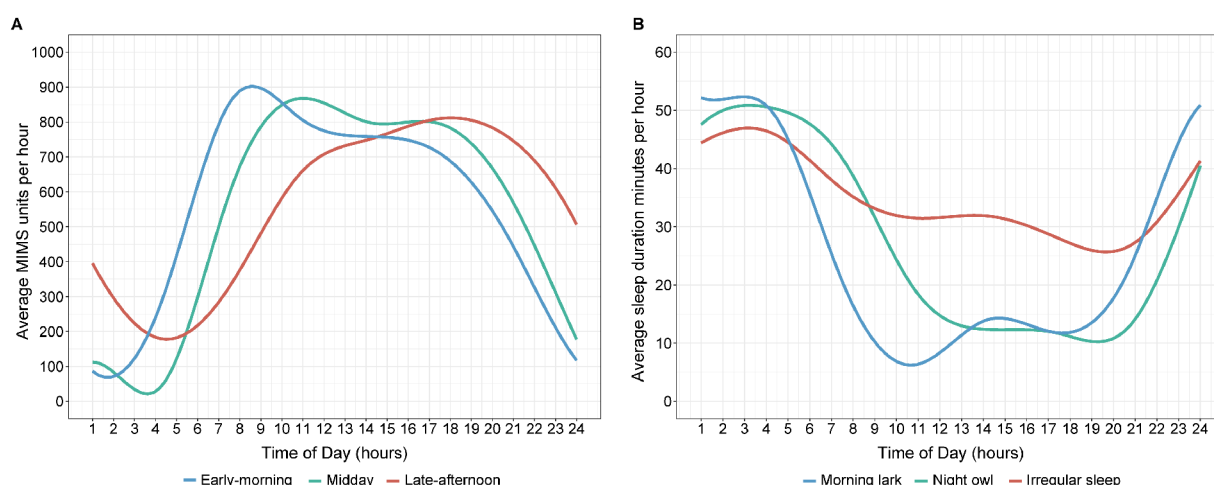 A
Average MIMS units per hour
1000
900
800
700
600
500
400
300
200
100
0
1 2 3 4 5 6 7 8 9 10 11 12 13 14 15 16 17 18 19 20 21 22 23 24
Time of Day (hours)
Early-morning Midday Late-afternoon
B
Average sleep duration minutes per hour
60
50
40
30
20
10
0
1 2 3 4 5 6 7 8 9 10 11 12 13 14 15 16 17 18 19 20 21 22 23 24
Time of Day (hours)
Morning lark Night owl Irregular sleep